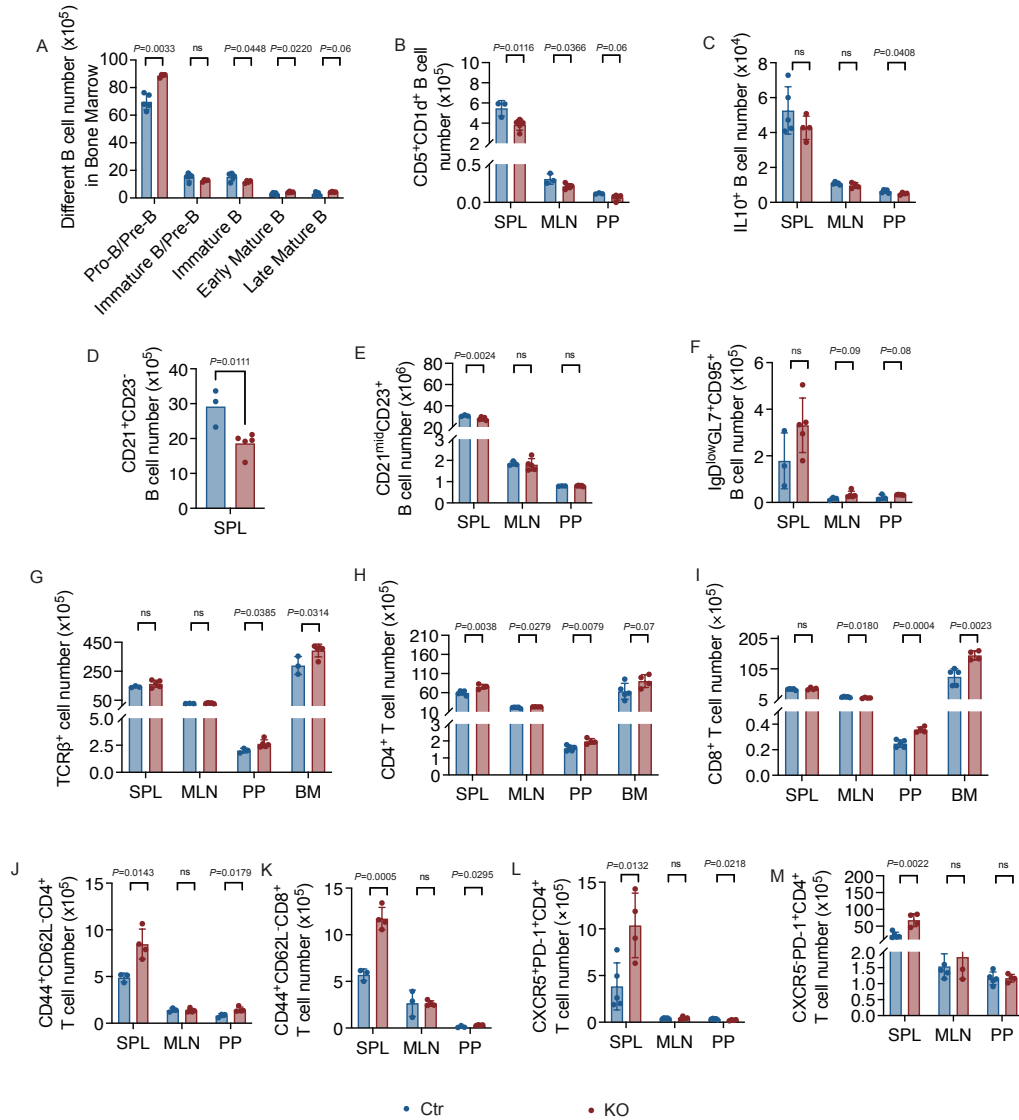 A
Different B cell number (x10⁵)
in Bone Marrow
P=0.0033 ns P=0.0448 P=0.0220 P=0.06
100
80
60
40
20
0
Pro-B/Pre-B
Immature B/Pre-B
Immature B
Early Mature B
Late Mature B
B
CD5⁺CD1d⁺ B cell
number (x10⁵)
P=0.0116 P=0.0366 P=0.06
10
8
6
4
2
0.5
0.0
SPL MLN PP
C
IL10⁺ B cell number (x10⁴)
ns ns P=0.0408
8
6
4
2
0
SPL MLN PP
D
CD21⁺CD23⁻
B cell number (x10⁵)
P=0.0111
40
30
20
10
0
SPL
E
CD21ᵐⁱᵈCD23⁺
B cell number (x10⁶)
P=0.0024 ns ns
80
60
30
10
2
1
0
SPL MLN PP
F
IgDˡᵒʷGL7⁺CD95⁺
B cell number (x10⁵)
ns P=0.09 P=0.08
6
4
2
0
SPL MLN PP
G
TCRβ⁺ cell number (x10⁵)
ns ns P=0.0385 P=0.0314
450
250
50
5.0
2.5
0.0
SPL MLN PP BM
H
CD4⁺ T cell number (x10⁵)
P=0.0038 P=0.0279 P=0.0079 P=0.07
210
160
110
60
10
2
1
0
SPL MLN PP BM
I
CD8⁺ T cell number (x10⁵)
ns P=0.0180 P=0.0004 P=0.0023
205
105
5
0.4
0.2
0.0
SPL MLN PP BM
J
CD44⁺CD62L⁻CD4⁺
T cell number (x10⁵)
P=0.0143 ns P=0.0179
15
10
5
0
SPL MLN PP
K
CD44⁺CD62L⁻CD8⁺
T cell number (x10⁵)
P=0.0005 ns P=0.0295
15
10
5
0
SPL MLN PP
L
CXCR5⁺PD-1⁺CD4⁺
T cell number (×10⁵)
P=0.0132 ns P=0.0218
15
10
5
0
SPL MLN PP
M
CXCR5⁻PD-1⁺CD4⁺
T cell number (x10⁵)
P=0.0022 ns ns
200
150
100
50
2.0
1.5
1.0
0.5
0.0
SPL MLN PP
Ctr KO